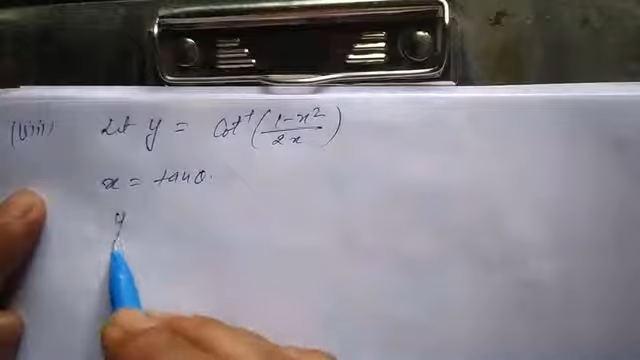 (viii) Let y = cot⁻¹(1-x²/2x)
x = tanθ.
y